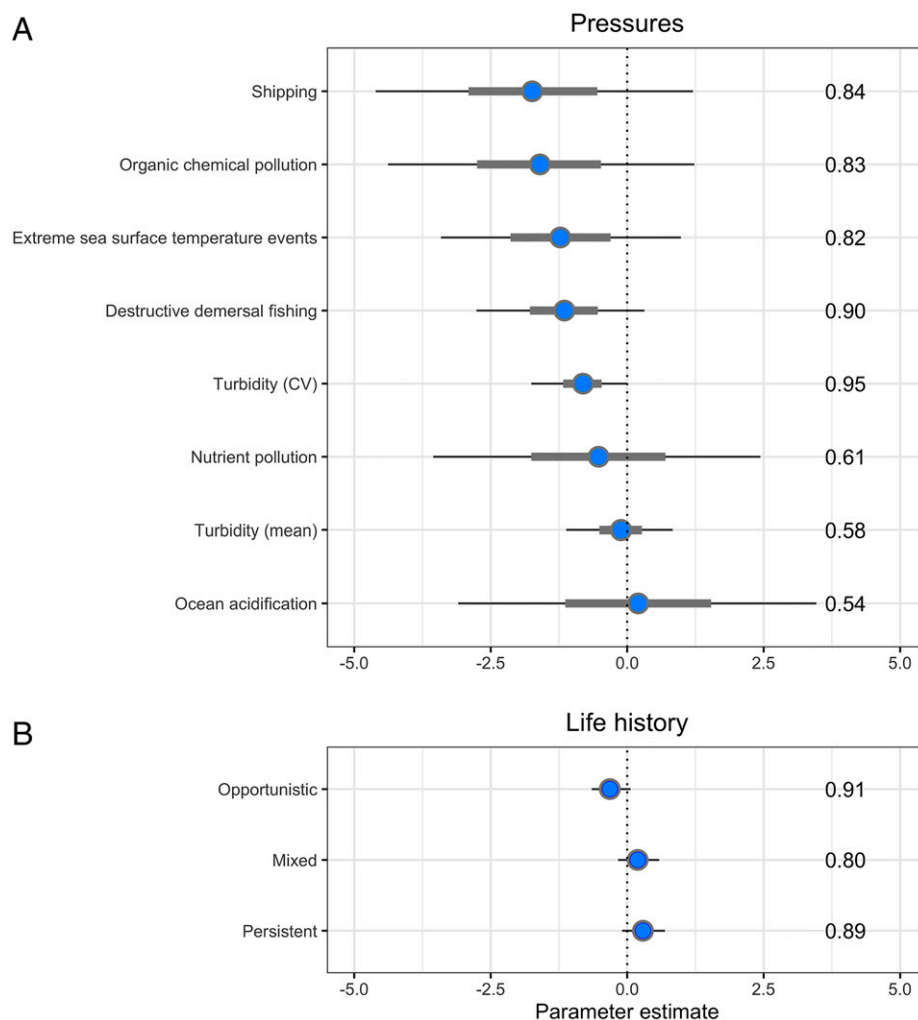 A
Pressures
Shipping 0.84
Organic chemical pollution 0.83
Extreme sea surface temperature events 0.82
Destructive demersal fishing 0.90
Turbidity (CV) 0.95
Nutrient pollution 0.61
Turbidity (mean) 0.58
Ocean acidification 0.54
-5.0 -2.5 0.0 2.5 5.0
B
Life history
Opportunistic 0.91
Mixed 0.80
Persistent 0.89
-5.0 -2.5 0.0 2.5 5.0
Parameter estimate